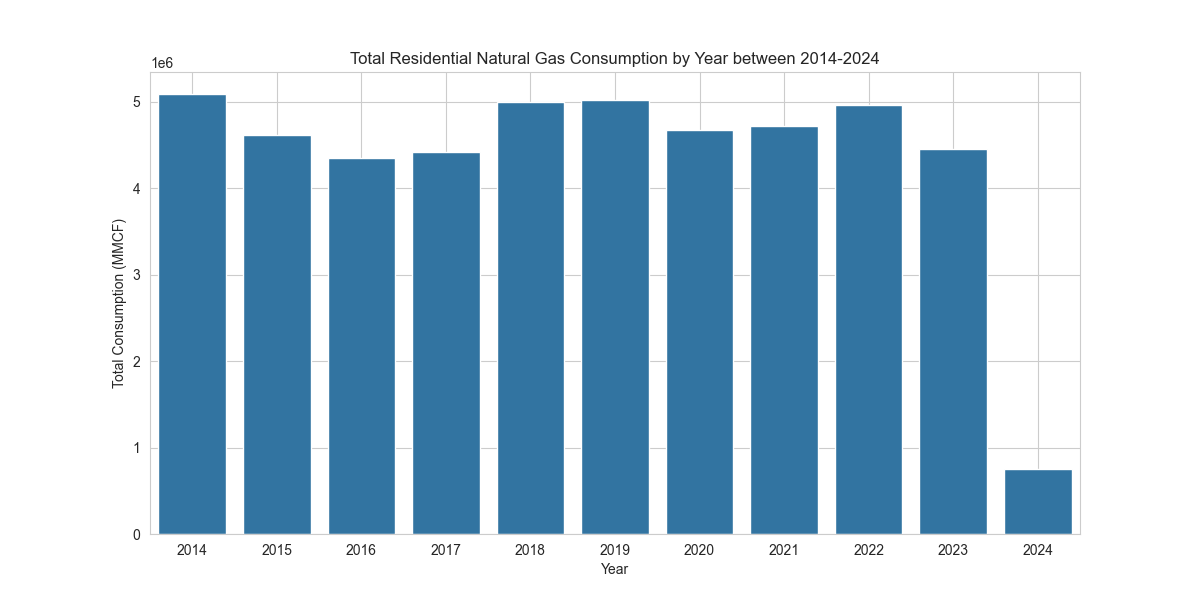 Total Residential Natural Gas Consumption by Year between 2014-2024
1e6
5
4
3
2
1
0
Total Consumption (MMCF)
2014 2015 2016 2017 2018 2019 2020 2021 2022 2023 2024
Year